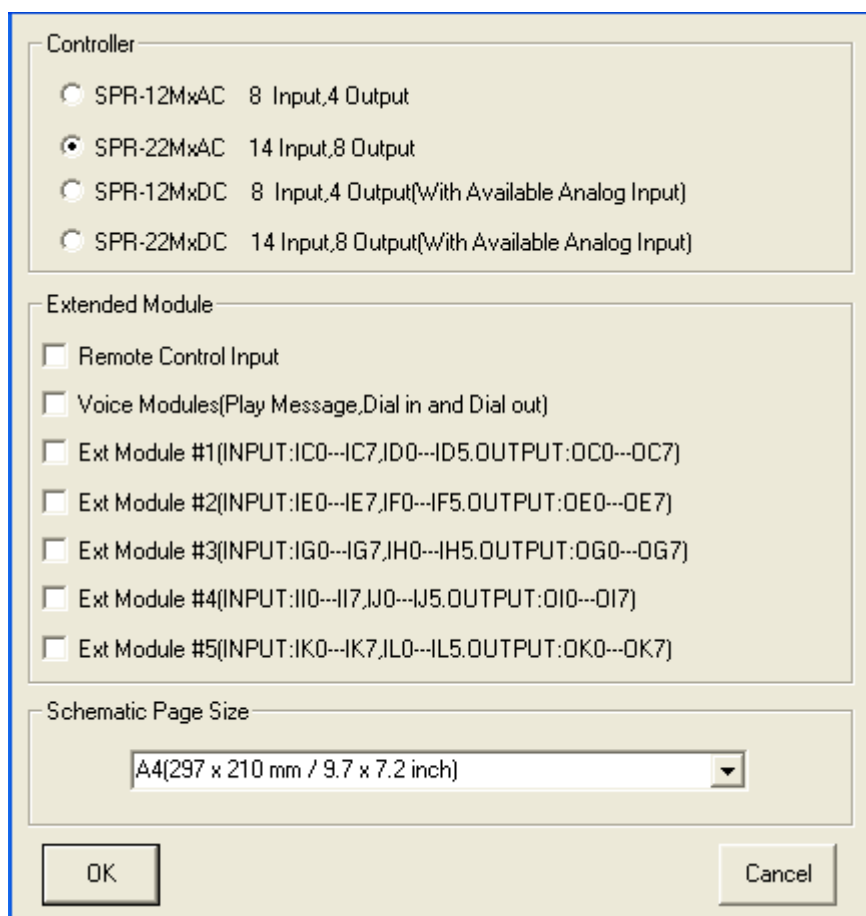 Controller
SPR-12MxAC 8 Input,4 Output
SPR-22MxAC 14 Input,8 Output
SPR-12MxDC 8 Input,4 Output(With Available Analog Input)
SPR-22MxDC 14 Input,8 Output(With Available Analog Input)
Extended Module
Remote Control Input
Voice Modules(Play Message,Dial in and Dial out)
Ext Module #1(INPUT:IC0---IC7,ID0---ID5.OUTPUT:OC0---OC7)
Ext Module #2(INPUT:IE0---IE7,IF0---IF5.OUTPUT:OE0---OE7)
Ext Module #3(INPUT:IG0---IG7,IH0---IH5.OUTPUT:OG0---OG7)
Ext Module #4(INPUT:II0---II7,IJ0---IJ5.OUTPUT:OI0---OI7)
Ext Module #5(INPUT:IK0---IK7,IL0---IL5.OUTPUT:OK0---OK7)
Schematic Page Size
A4(297 x 210 mm / 9.7 x 7.2 inch)
OK
Cancel